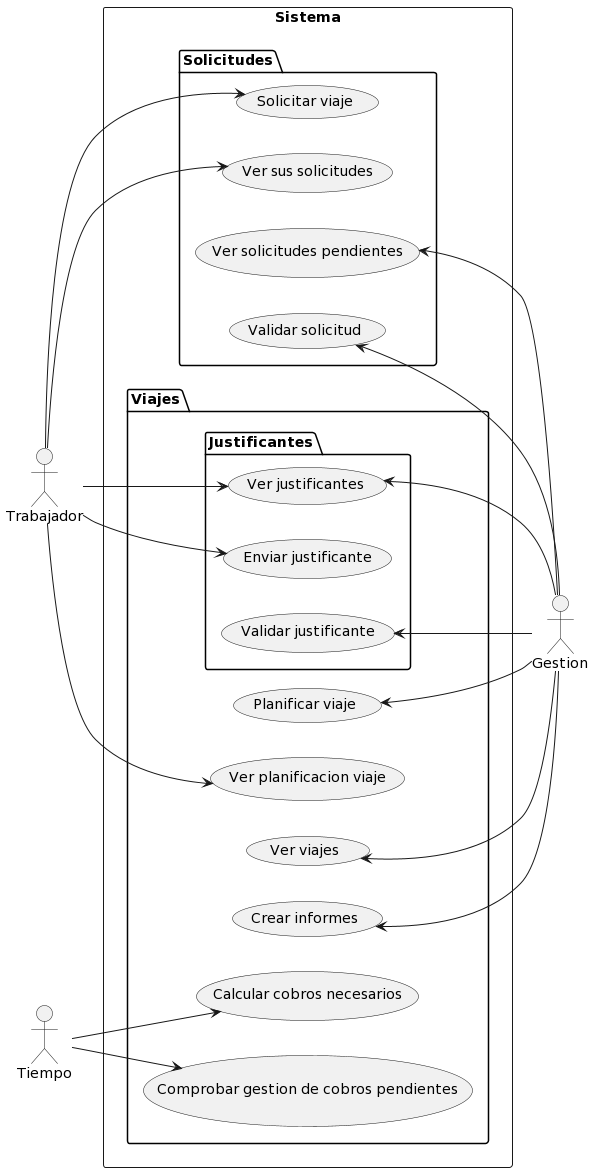 Sistema
Solicitudes
Solicitar viaje
Ver sus solicitudes
Ver solicitudes pendientes
Validar solicitud
Viajes
Justificantes
Ver justificantes
Trabajador
Enviar justificante
Validar justificante
Gestion
Planificar viaje
Ver planificacion viaje
Ver viajes
Crear informes
Calcular cobros necesarios
Tiempo
Comprobar gestion de cobros pendientes